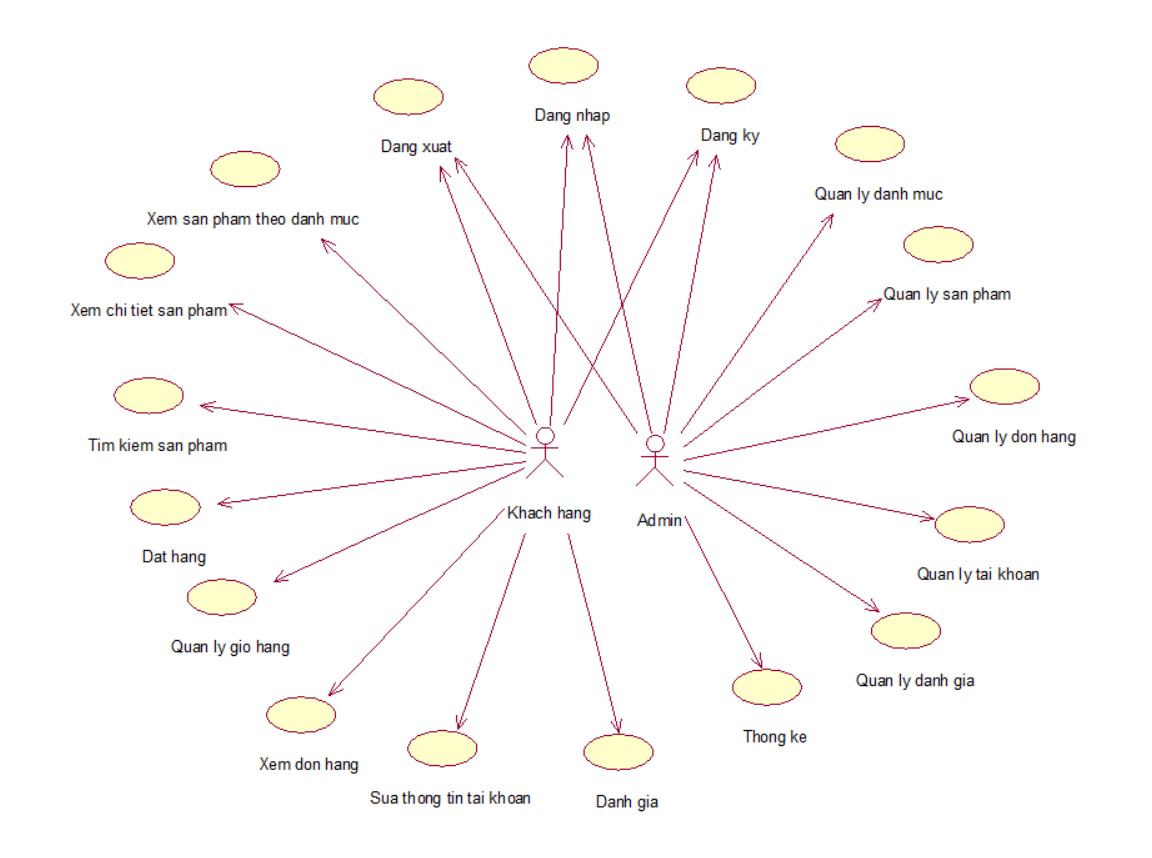 Dang nhap
Dang ky
Dang xuat
Quan ly danh muc
Xem san pham theo danh muc
Quan ly san pham
Xem chi tiet san pham
Quan ly don hang
Tim kiem san pham
Khach hang
Admin
Dat hang
Quan ly tai khoan
Quan ly gio hang
Quan ly danh gia
Thong ke
Xem don hang
Sua thong tin tai khoan
Danh gia